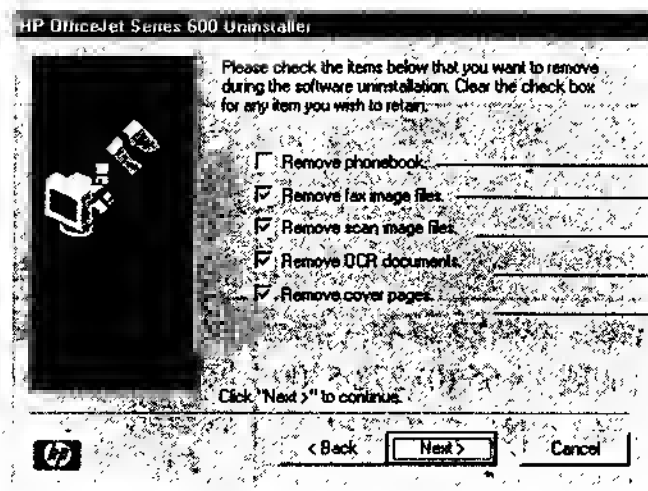 HP OfficeJet Series 600 Uninstaller
Please check the items below that you want to remove
during the software uninstallation. Clear the check box
for any item you wish to retain.
Remove phonebook.
Remove fax image files.
Remove scan image files.
Remove OCR documents.
Remove cover pages.
Click "Next >" to continue.
< Back Next > Cancel
hp